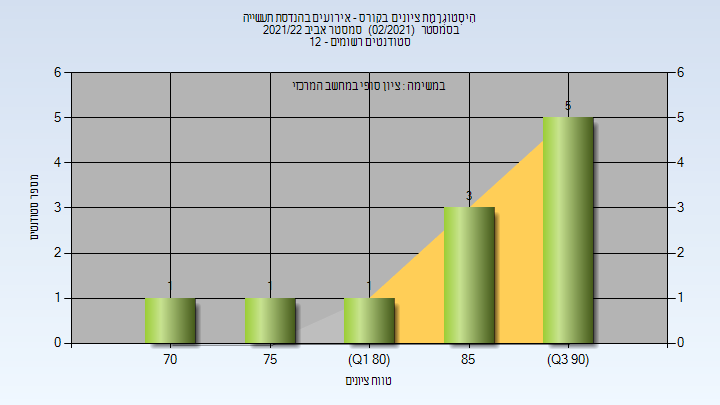 היסטוגרמת ציונים בקורס - אירועים בהנדסת תעשייה
בסמסטר (02/2021) סמסטר אביב 2021/22
סטודנטים רשומים - 12
במשימה : ציון סופי במחשב המרכזי
6 6
5 5
4 4
3 3
2 2
1 1
0 0
1 1 1 3 5
מספר סטודנטים
70 75 (Q1 80) 85 (Q3 90)
טווח ציונים